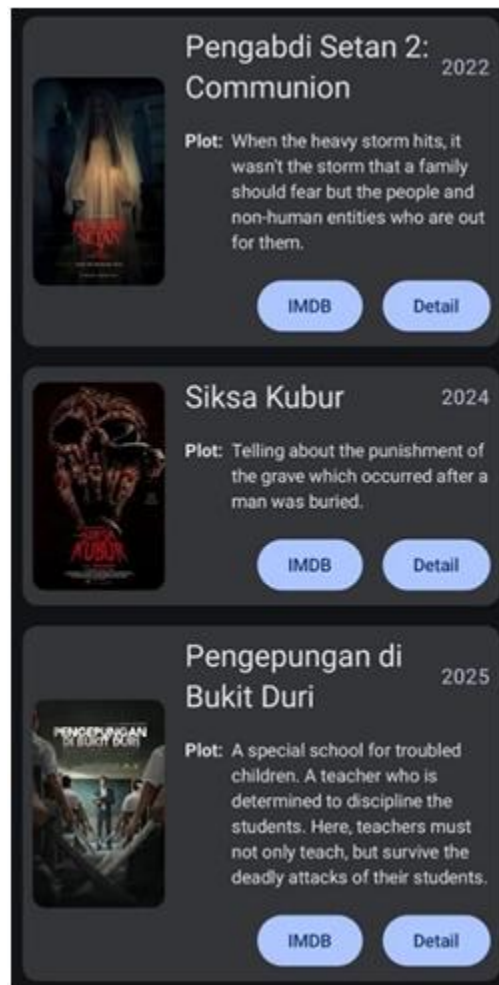 Pengabdi Setan 2:
Communion
2022
Plot: When the heavy storm hits, it
wasn't the storm that a family
should fear but the people and
non-human entities who are out
for them.
IMDB Detail
Siksa Kubur 2024
Plot: Telling about the punishment of
the grave which occurred after a
man was buried.
SIKSA
KUBUR
IMDB Detail
Pengepungan di
Bukit Duri
2025
PENGEPUNGAN
DI BUKIT DURI
Plot: A special school for troubled
children. A teacher who is
determined to discipline the
students. Here, teachers must
not only teach, but survive the
deadly attacks of their students.
IMDB Detail